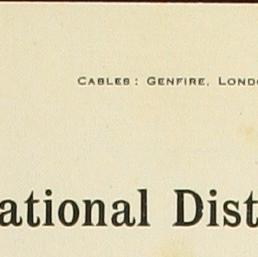 CABLES: GENFIRE, LONDO
ational Dist